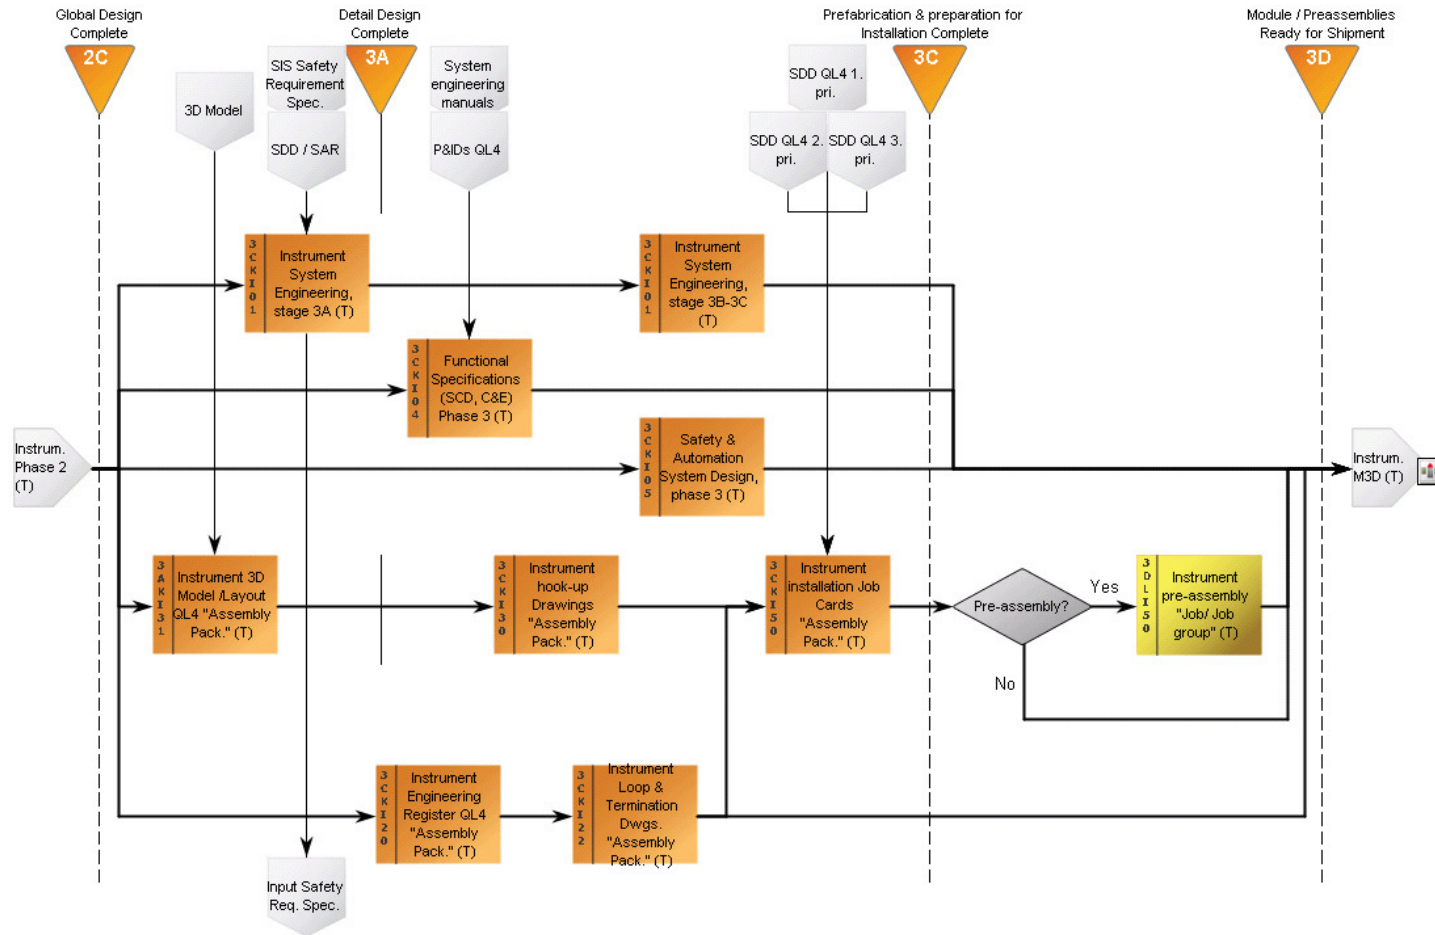 Global Design
Complete
2C
Detail Design
Complete
3A
Prefabrication & preparation for
Installation Complete
3C
Module / Preassemblies
Ready for Shipment
3D
3D Model
SIS Safety
Requirement
Spec.
SDD / SAR
System
engineering
manuals
P&IDs QL4
SDD QL4 1.
pri.
SDD QL4 2.
pri.
SDD QL4 3.
pri.
3CKI01
Instrument
System
Engineering,
stage 3A (T)
3CKI01
Instrument
System
Engineering,
stage 3B-3C
(T)
3CKI04
Functional
Specifications
(SCD, C&E)
Phase 3 (T)
Instrum.
Phase 2
(T)
3CKI05
Safety &
Automation
System Design,
phase 3 (T)
Instrum.
M3D (T)
3AKI31
Instrument 3D
Model /Layout
QL4 "Assembly
Pack." (T)
3CKI30
Instrument
hook-up
Drawings
"Assembly
Pack." (T)
3CKI50
Instrument
installation Job
Cards
"Assembly
Pack." (T)
Pre-assembly?
Yes
No
3DLI50
Instrument
pre-assembly
"Job/ Job
group" (T)
3CKI20
Instrument
Engineering
Register QL4
"Assembly
Pack." (T)
3CKI22
Instrument
Loop &
Termination
Dwgs.
"Assembly
Pack." (T)
Input Safety
Req. Spec.